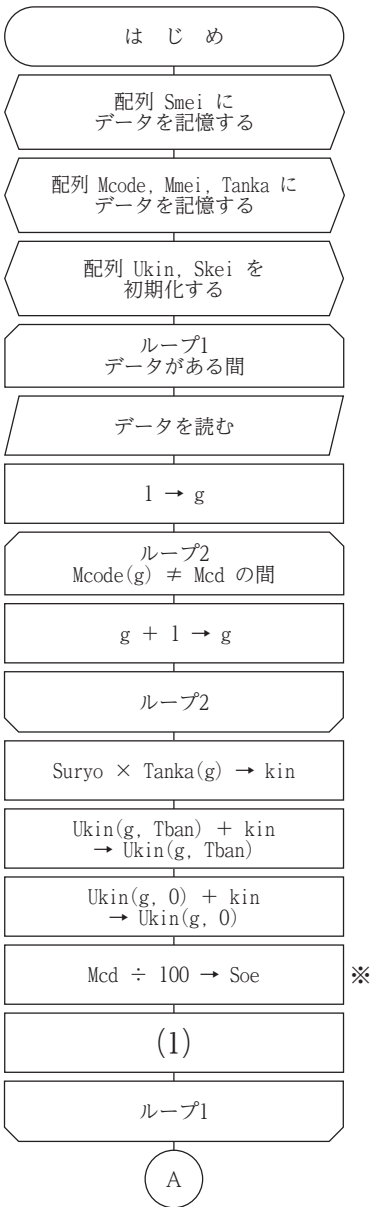 は じ め
配列 Smei に
データを記憶する
配列 Mcode, Mmei, Tanka に
データを記憶する
配列 Ukin, Skei を
初期化する
ループ1
データがある間
データを読む
1 → g
ループ2
Mcode(g) ≠ Mcd の間
g + 1 → g
ループ2
Suryo × Tanka(g) → kin
Ukin(g, Tban) + kin
→ Ukin(g, Tban)
Ukin(g, 0) + kin
→ Ukin(g, 0)
Mcd ÷ 100 → Soe ※
(1)
ループ1
A